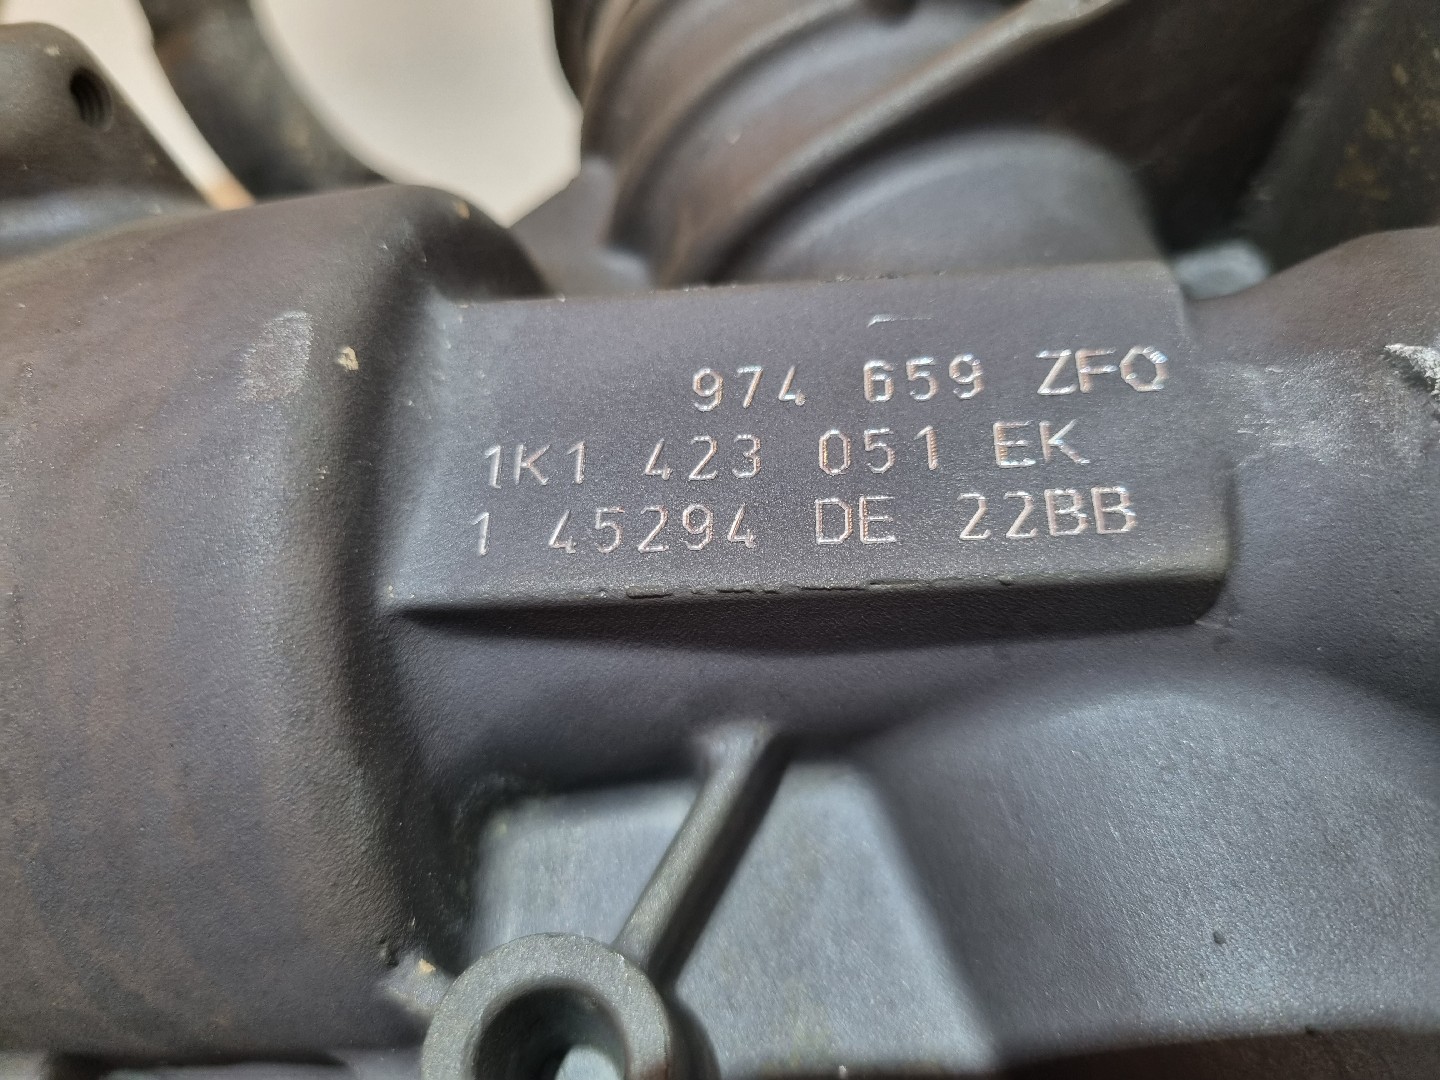 974 659 ZFO
1K1 423 051 EK
1 45294 DE 22BB